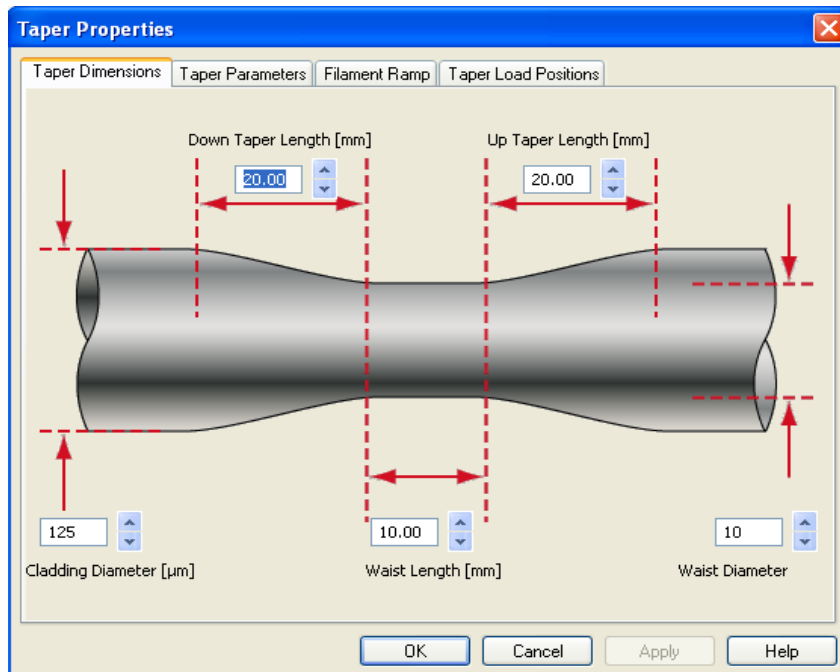 Taper Properties
Taper Dimensions Taper Parameters Filament Ramp Taper Load Positions
Down Taper Length [mm] Up Taper Length [mm]
20.00 20.00
125 10.00 10
Cladding Diameter [µm] Waist Length [mm] Waist Diameter
OK Cancel Apply Help